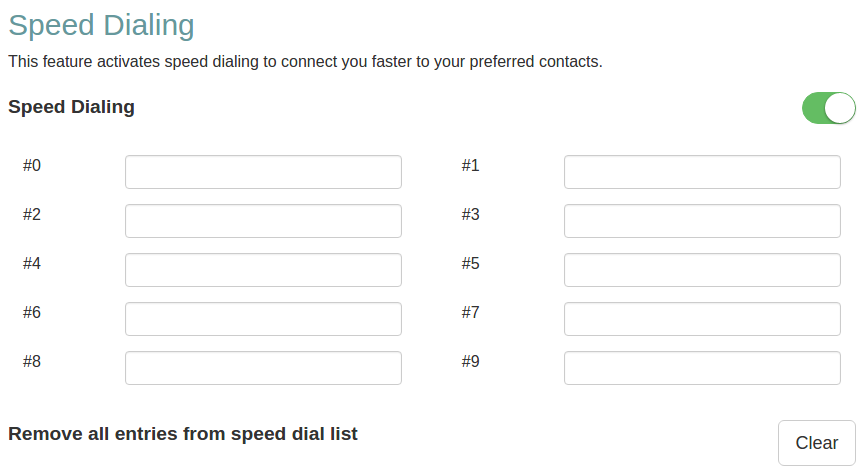 Speed Dialing
This feature activates speed dialing to connect you faster to your preferred contacts.
Speed Dialing
#0 #1
#2 #3
#4 #5
#6 #7
#8 #9
Remove all entries from speed dial list
Clear